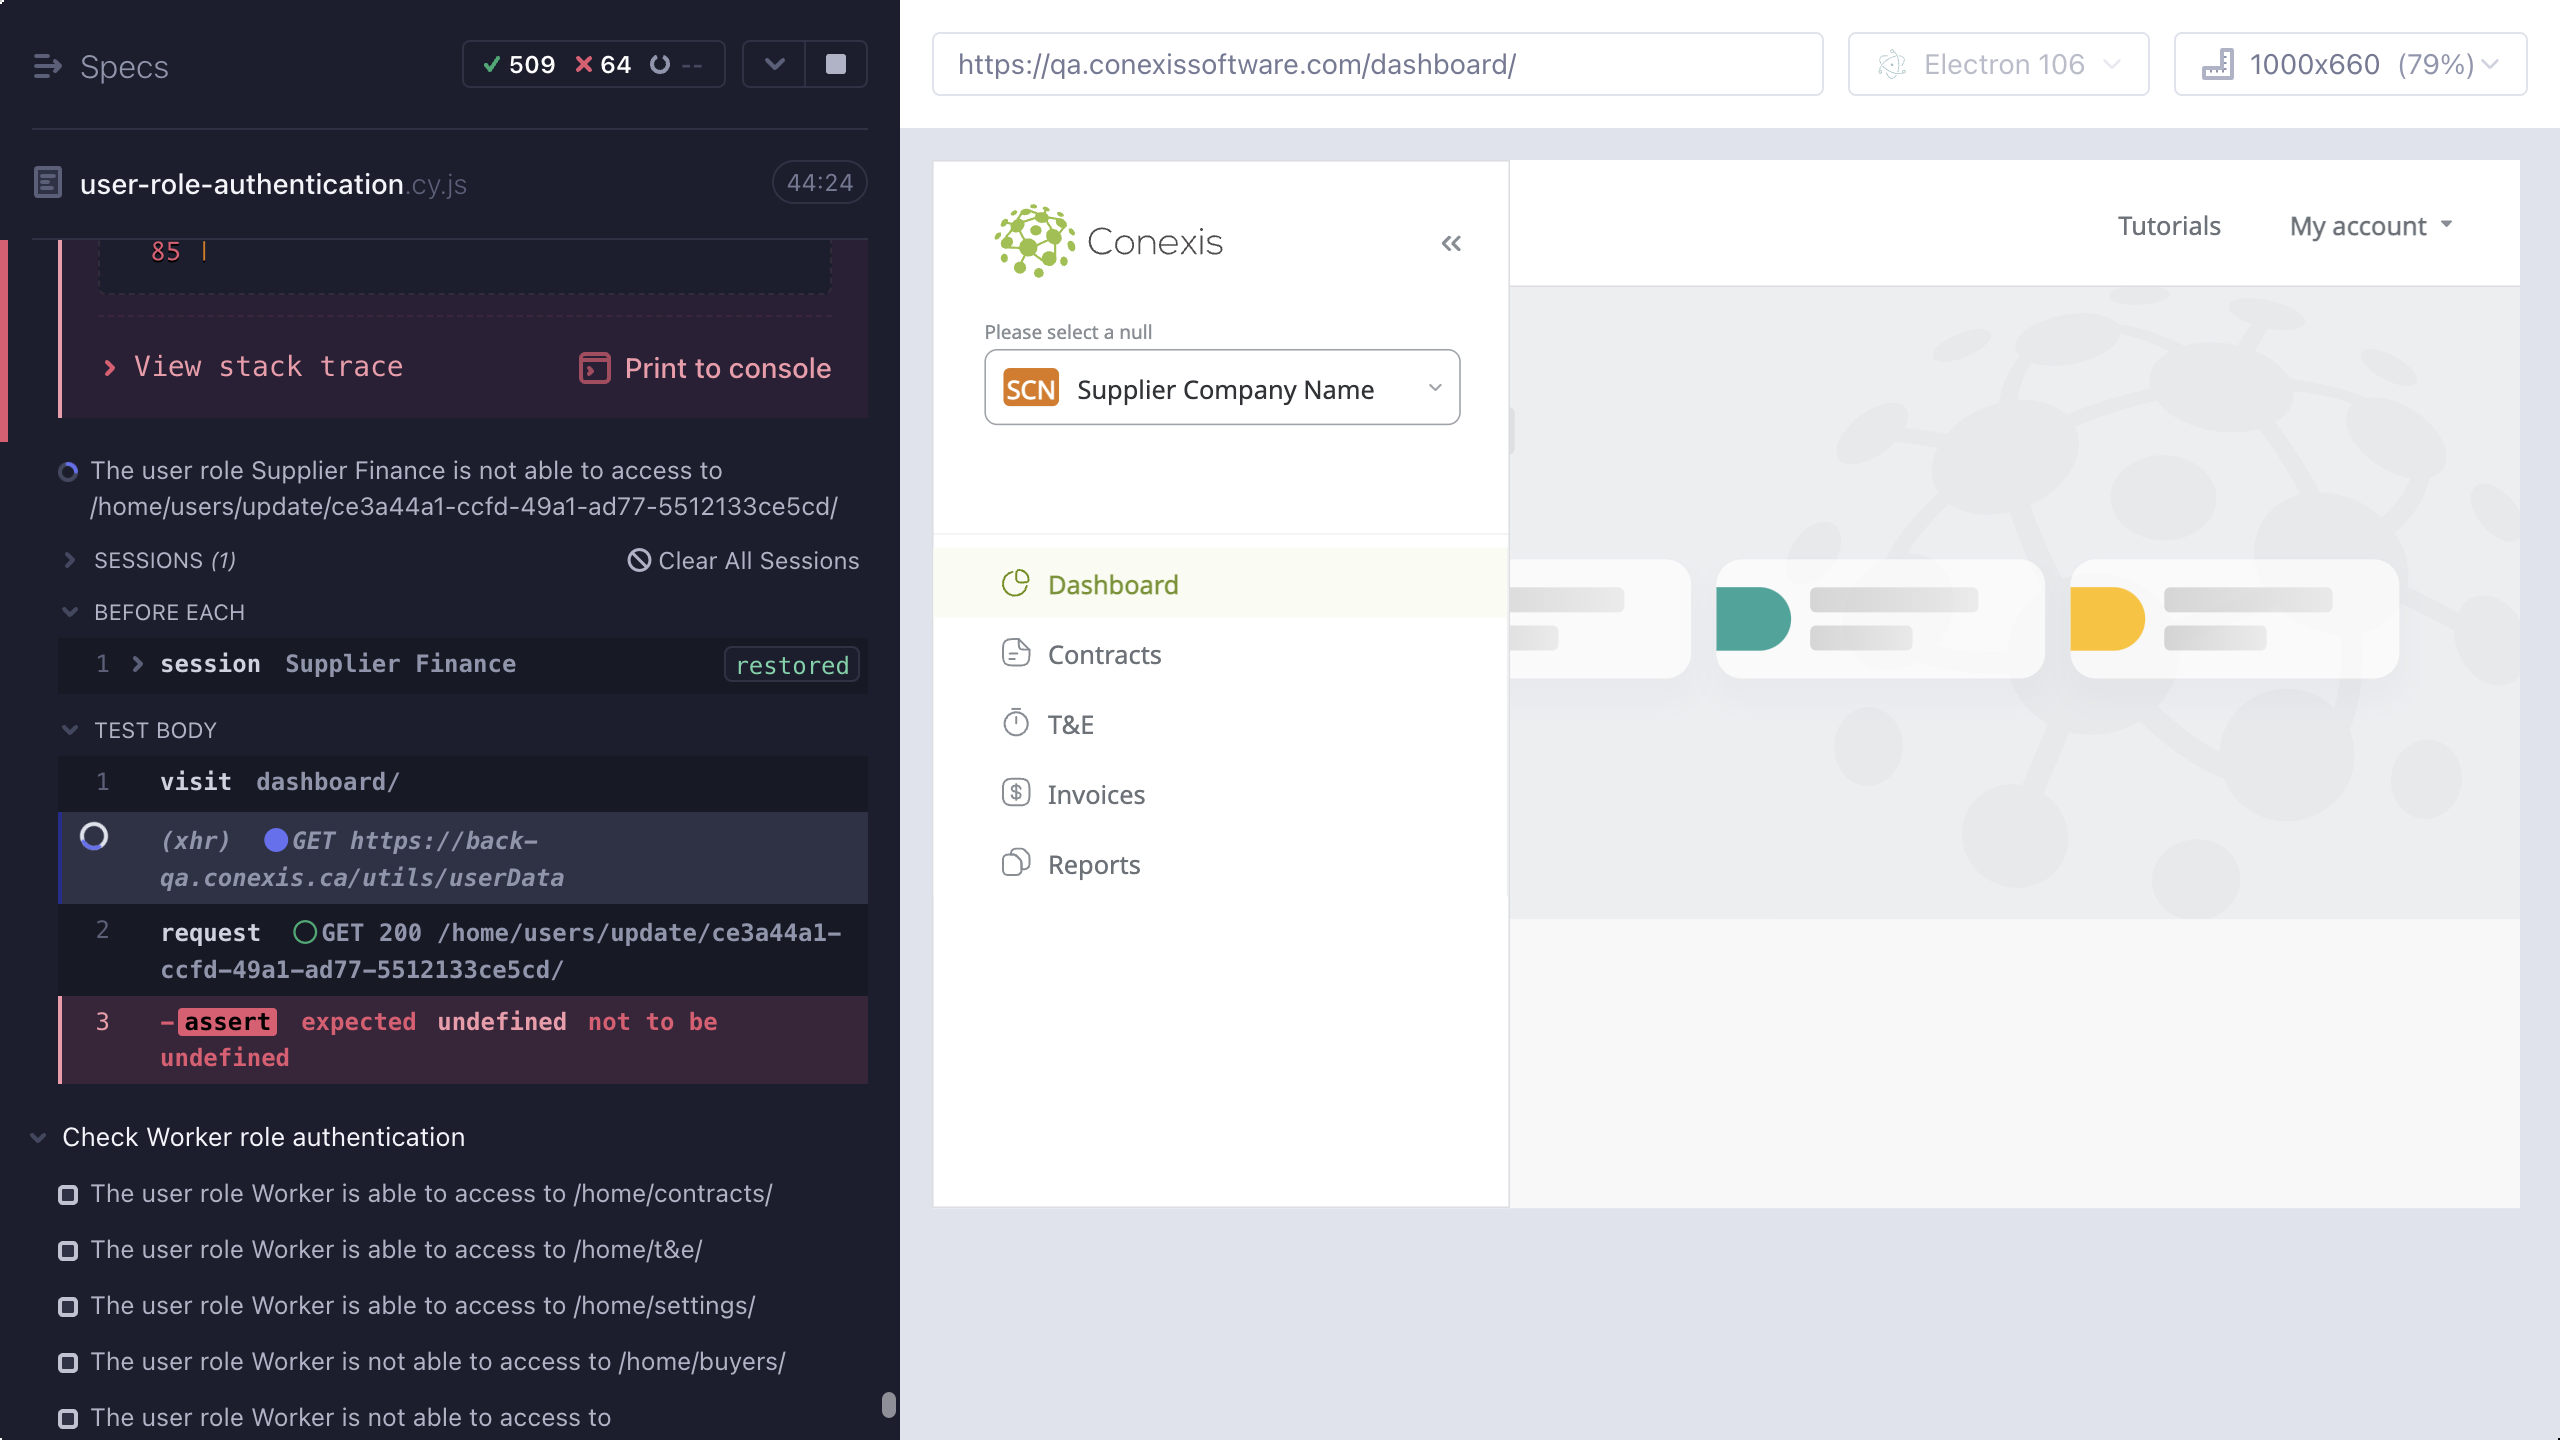 Specs
509 64 --
user-role-authentication.cy.js
44:24
85 |
View stack trace
Print to console
The user role Supplier Finance is not able to access to
/home/users/update/ce3a44a1-ccfd-49a1-ad77-5512133ce5cd/
SESSIONS (1)
Clear All Sessions
BEFORE EACH
1 session Supplier Finance restored
TEST BODY
1 visit dashboard/
(xhr) GET https://back-
qa.conexis.ca/utils/userData
2 request GET 200 /home/users/update/ce3a44a1-
ccfd-49a1-ad77-5512133ce5cd/
3 -assert expected undefined not to be
undefined
Check Worker role authentication
The user role Worker is able to access to /home/contracts/
The user role Worker is able to access to /home/t&e/
The user role Worker is able to access to /home/settings/
The user role Worker is not able to access to /home/buyers/
The user role Worker is not able to access to
https://qa.conexissoftware.com/dashboard/
Electron 106
1000x660 (79%)
Conexis
Tutorials
My account
Please select a null
SCN Supplier Company Name
Dashboard
Contracts
T&E
Invoices
Reports